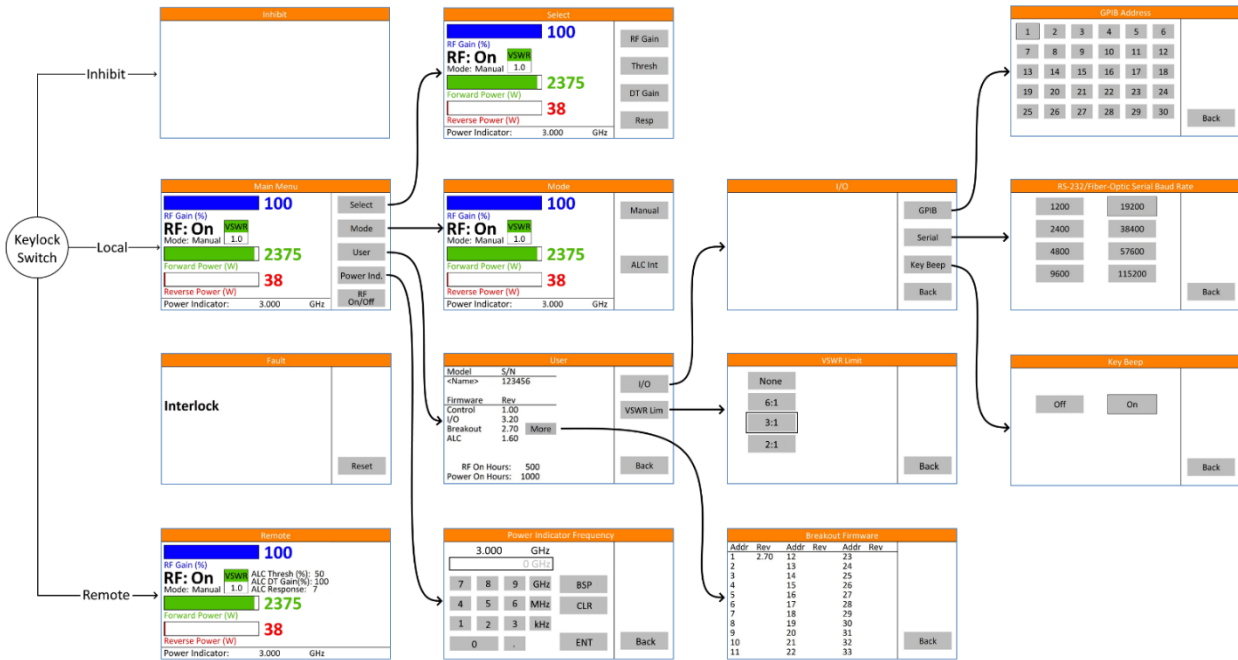 Keylock
Switch
Inhibit
Local
Remote
Inhibit
Select
100
RF Gain (%)
RF: On
VSWR
Mode: Manual
1.0
2375
Forward Power (W)
38
Reverse Power (W)
Power Indicator: 3.000 GHz
RF Gain
Thresh
DT Gain
Resp
GPIB Address
1 2 3 4 5 6
7 8 9 10 11 12
13 14 15 16 17 18
19 20 21 22 23 24
25 26 27 28 29 30
Back
Main Menu
100
RF Gain (%)
RF: On
VSWR
Mode: Manual
1.0
2375
Forward Power (W)
38
Reverse Power (W)
Power Indicator: 3.000 GHz
Select
Mode
User
Power Ind.
RF
On/Off
Mode
100
RF Gain (%)
RF: On
VSWR
Mode: Manual
1.0
2375
Forward Power (W)
38
Reverse Power (W)
Power Indicator: 3.000 GHz
Manual
ALC Int
I/O
GPIB
Serial
Key Beep
Back
RS-232/Fiber-Optic Serial Baud Rate
1200 19200
2400 38400
4800 57600
9600 115200
Back
Fault
Interlock
Reset
User
Model S/N
<Name> 123456
Firmware Rev
Control 1.00
I/O 3.20
Breakout 2.70 More
ALC 1.60
RF On Hours: 500
Power On Hours: 1000
I/O
VSWR Lim
Back
VSWR Limit
None
6:1
3:1
2:1
Back
Key Beep
Off On
Back
Remote
100
RF Gain (%)
RF: On
VSWR
Mode: Manual
1.0
ALC Thresh (%): 50
ALC DT Gain(%): 100
ALC Response: 7
2375
Forward Power (W)
38
Reverse Power (W)
Power Indicator: 3.000 GHz
Power Indicator Frequency
3.000 GHz
0 GHz
7 8 9 GHz BSP
4 5 6 MHz CLR
1 2 3 kHz
0 . ENT
Back
Breakout Firmware
Addr Rev Addr Rev Addr Rev
1 2.70 12 23
2 13 24
3 14 25
4 15 26
5 16 27
6 17 28
7 18 29
8 19 30
9 20 31
10 21 32
11 22 33
Back